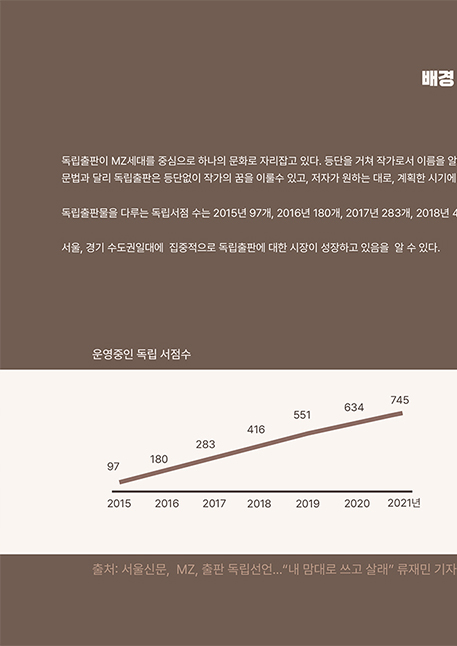 배경
독립출판이 MZ세대를 중심으로 하나의 문화로 자리잡고 있다. 등단을 거쳐 작가로서 이름을 알
문법과 달리 독립출판은 등단없이 작가의 꿈을 이룰수 있고, 저자가 원하는 대로, 계획한 시기에
독립출판물을 다루는 독립서점 수는 2015년 97개, 2016년 180개, 2017년 283개, 2018년 4
서울, 경기 수도권일대에 집중적으로 독립출판에 대한 시장이 성장하고 있음을 알 수 있다.
운영중인 독립 서점수
97 180 283 416 551 634 745
2015 2016 2017 2018 2019 2020 2021년
출처: 서울신문, MZ, 출판 독립선언...“내 맘대로 쓰고 살래” 류재민 기자